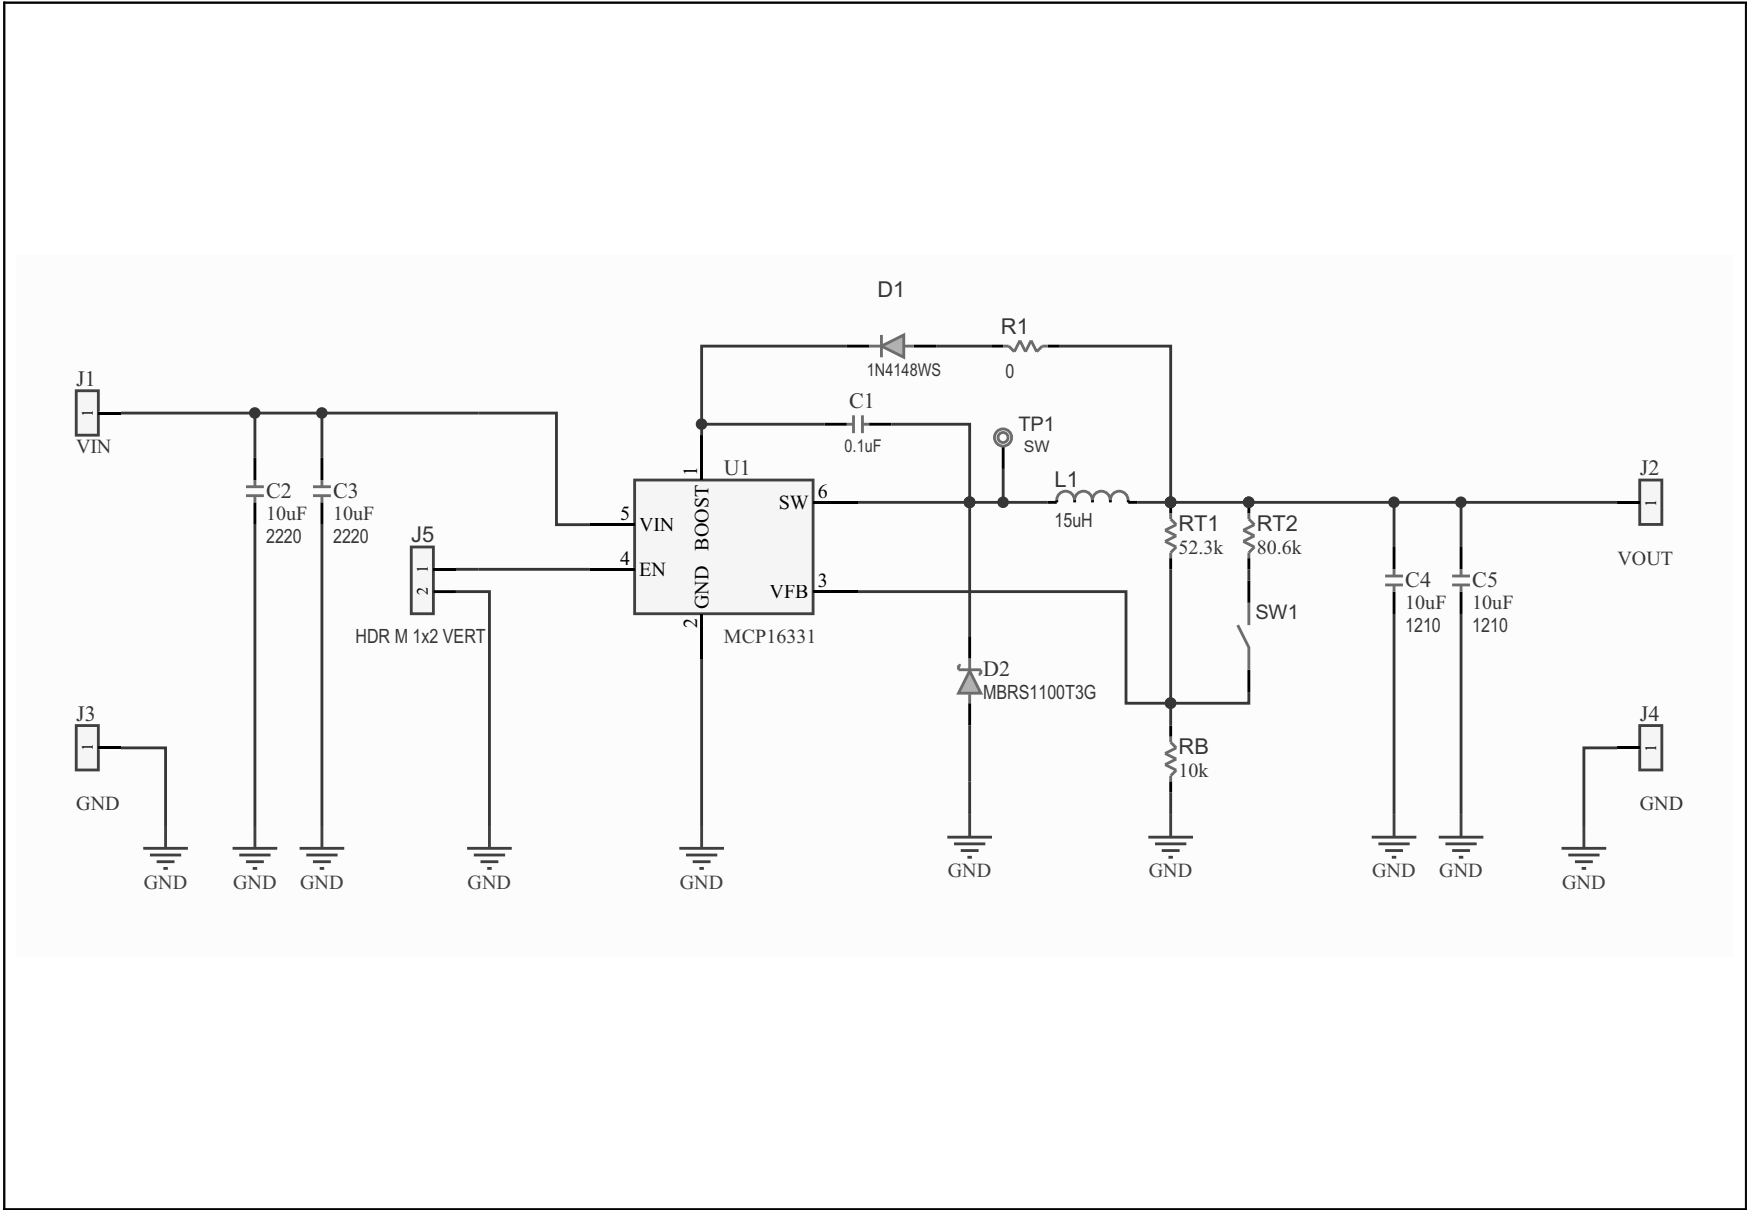 D1
R1
1N4148WS
0
J1
1
VIN
C1
0.1uF
TP1
SW
U1
1
BOOST
SW
6
L1
15uH
J2
1
VOUT
C2
10uF
2220
C3
10uF
2220
5
VIN
J5
1
2
4
EN
GND
VFB
3
2
RT1
52.3k
RT2
80.6k
C4
10uF
1210
C5
10uF
1210
SW1
HDR M 1x2 VERT
MCP16331
D2
MBRS1100T3G
J3
1
GND
RB
10k
J4
1
GND
GND
GND
GND
GND
GND
GND
GND
GND
GND
GND